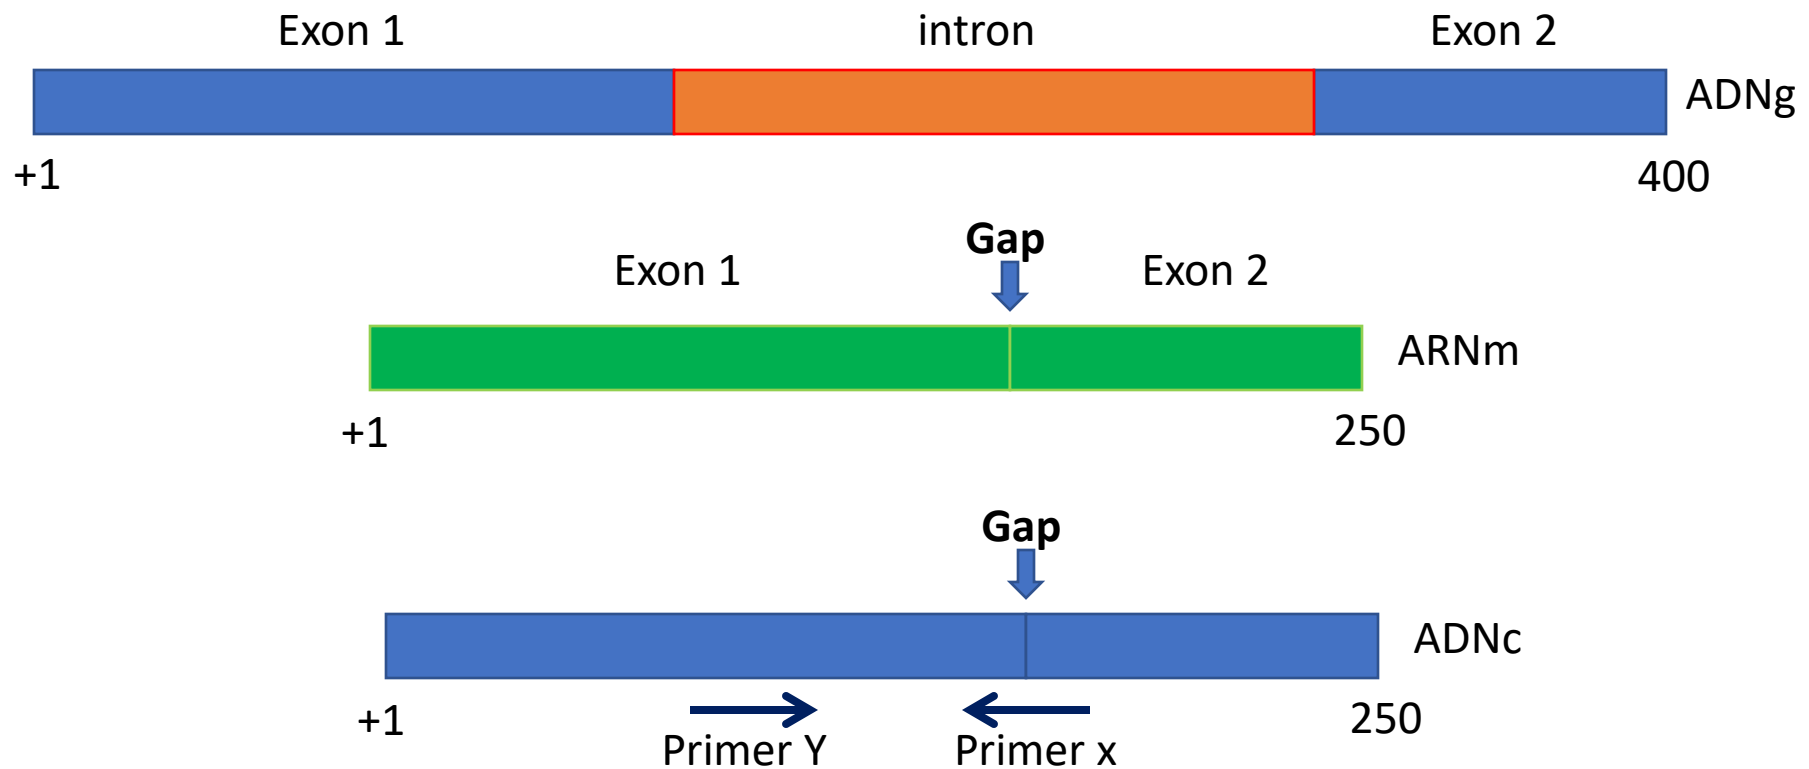 Exon 1
intron
Exon 2
ADNg
+1
400
Gap
Exon 1
Exon 2
ARNm
+1
250
Gap
ADNc
+1
250
Primer Y
Primer x